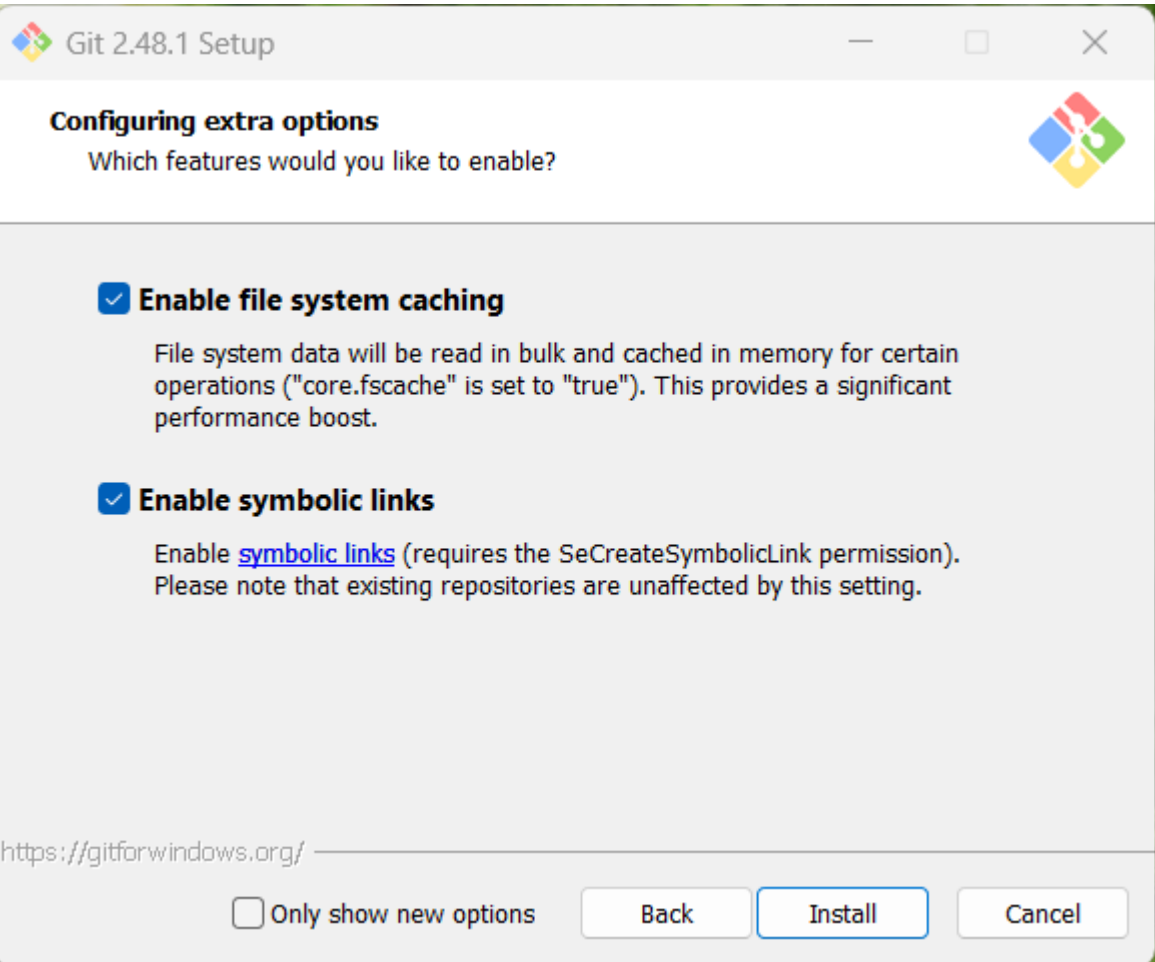 Git 2.48.1 Setup
Configuring extra options
Which features would you like to enable?
Enable file system caching
File system data will be read in bulk and cached in memory for certain
operations ("core.fscache" is set to "true"). This provides a significant
performance boost.
Enable symbolic links
Enable symbolic links (requires the SeCreateSymbolicLink permission).
Please note that existing repositories are unaffected by this setting.
https://gitforwindows.org/
Only show new options Back Install Cancel